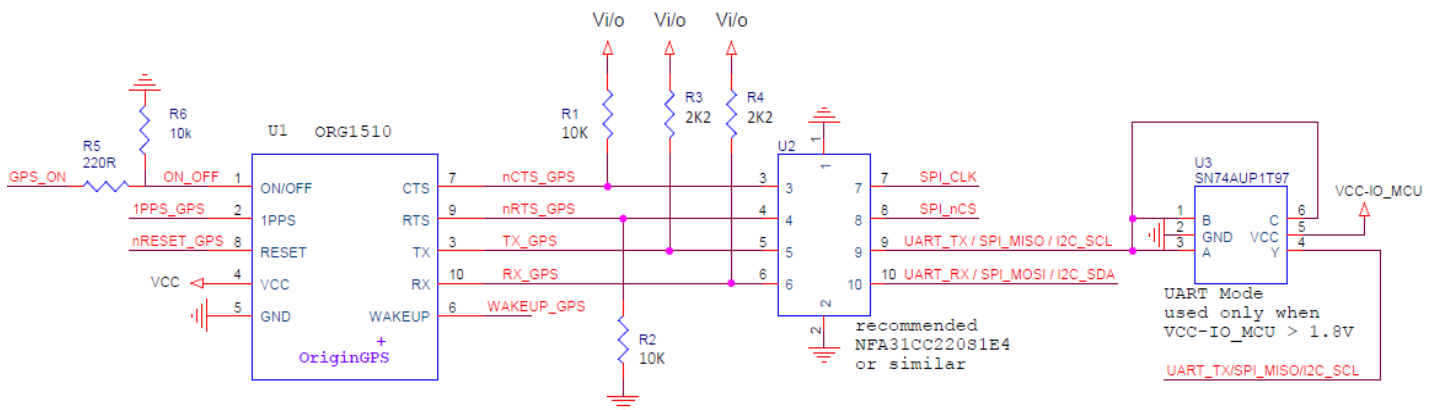 Vi/o Vi/o Vi/o
R6
10k
R5
220R
U1 ORG1510
R1
10K
R3
2K2
R4
2K2
GPS_ON
ON_OFF 1 ON/OFF
1PPS_GPS 2 1PPS
nRESET_GPS 8 RESET
VCC 4 VCC
5 GND
CTS 7 nCTS_GPS
RTS 9 nRTS_GPS
TX 3 TX_GPS
RX 10 RX_GPS
WAKEUP 6 WAKEUP_GPS
+
OriginGPS
R2
10K
U2
1
1
3 3
4 4
5 5
6 6
7 7 SPI_CLK
8 8 SPI_nCS
9 9 UART_TX / SPI_MISO / I2C_SCL
10 10 UART_RX / SPI_MOSI / I2C_SDA
2
2
recommended
NFA31CC220S1E4
or similar
U3
SN74AUP1T97
VCC-IO_MCU
1 B C 6
2 GND VCC 5
3 A Y 4
UART Mode
used only when
VCC-IO_MCU > 1.8V
UART_TX/SPI_MISO/I2C_SCL